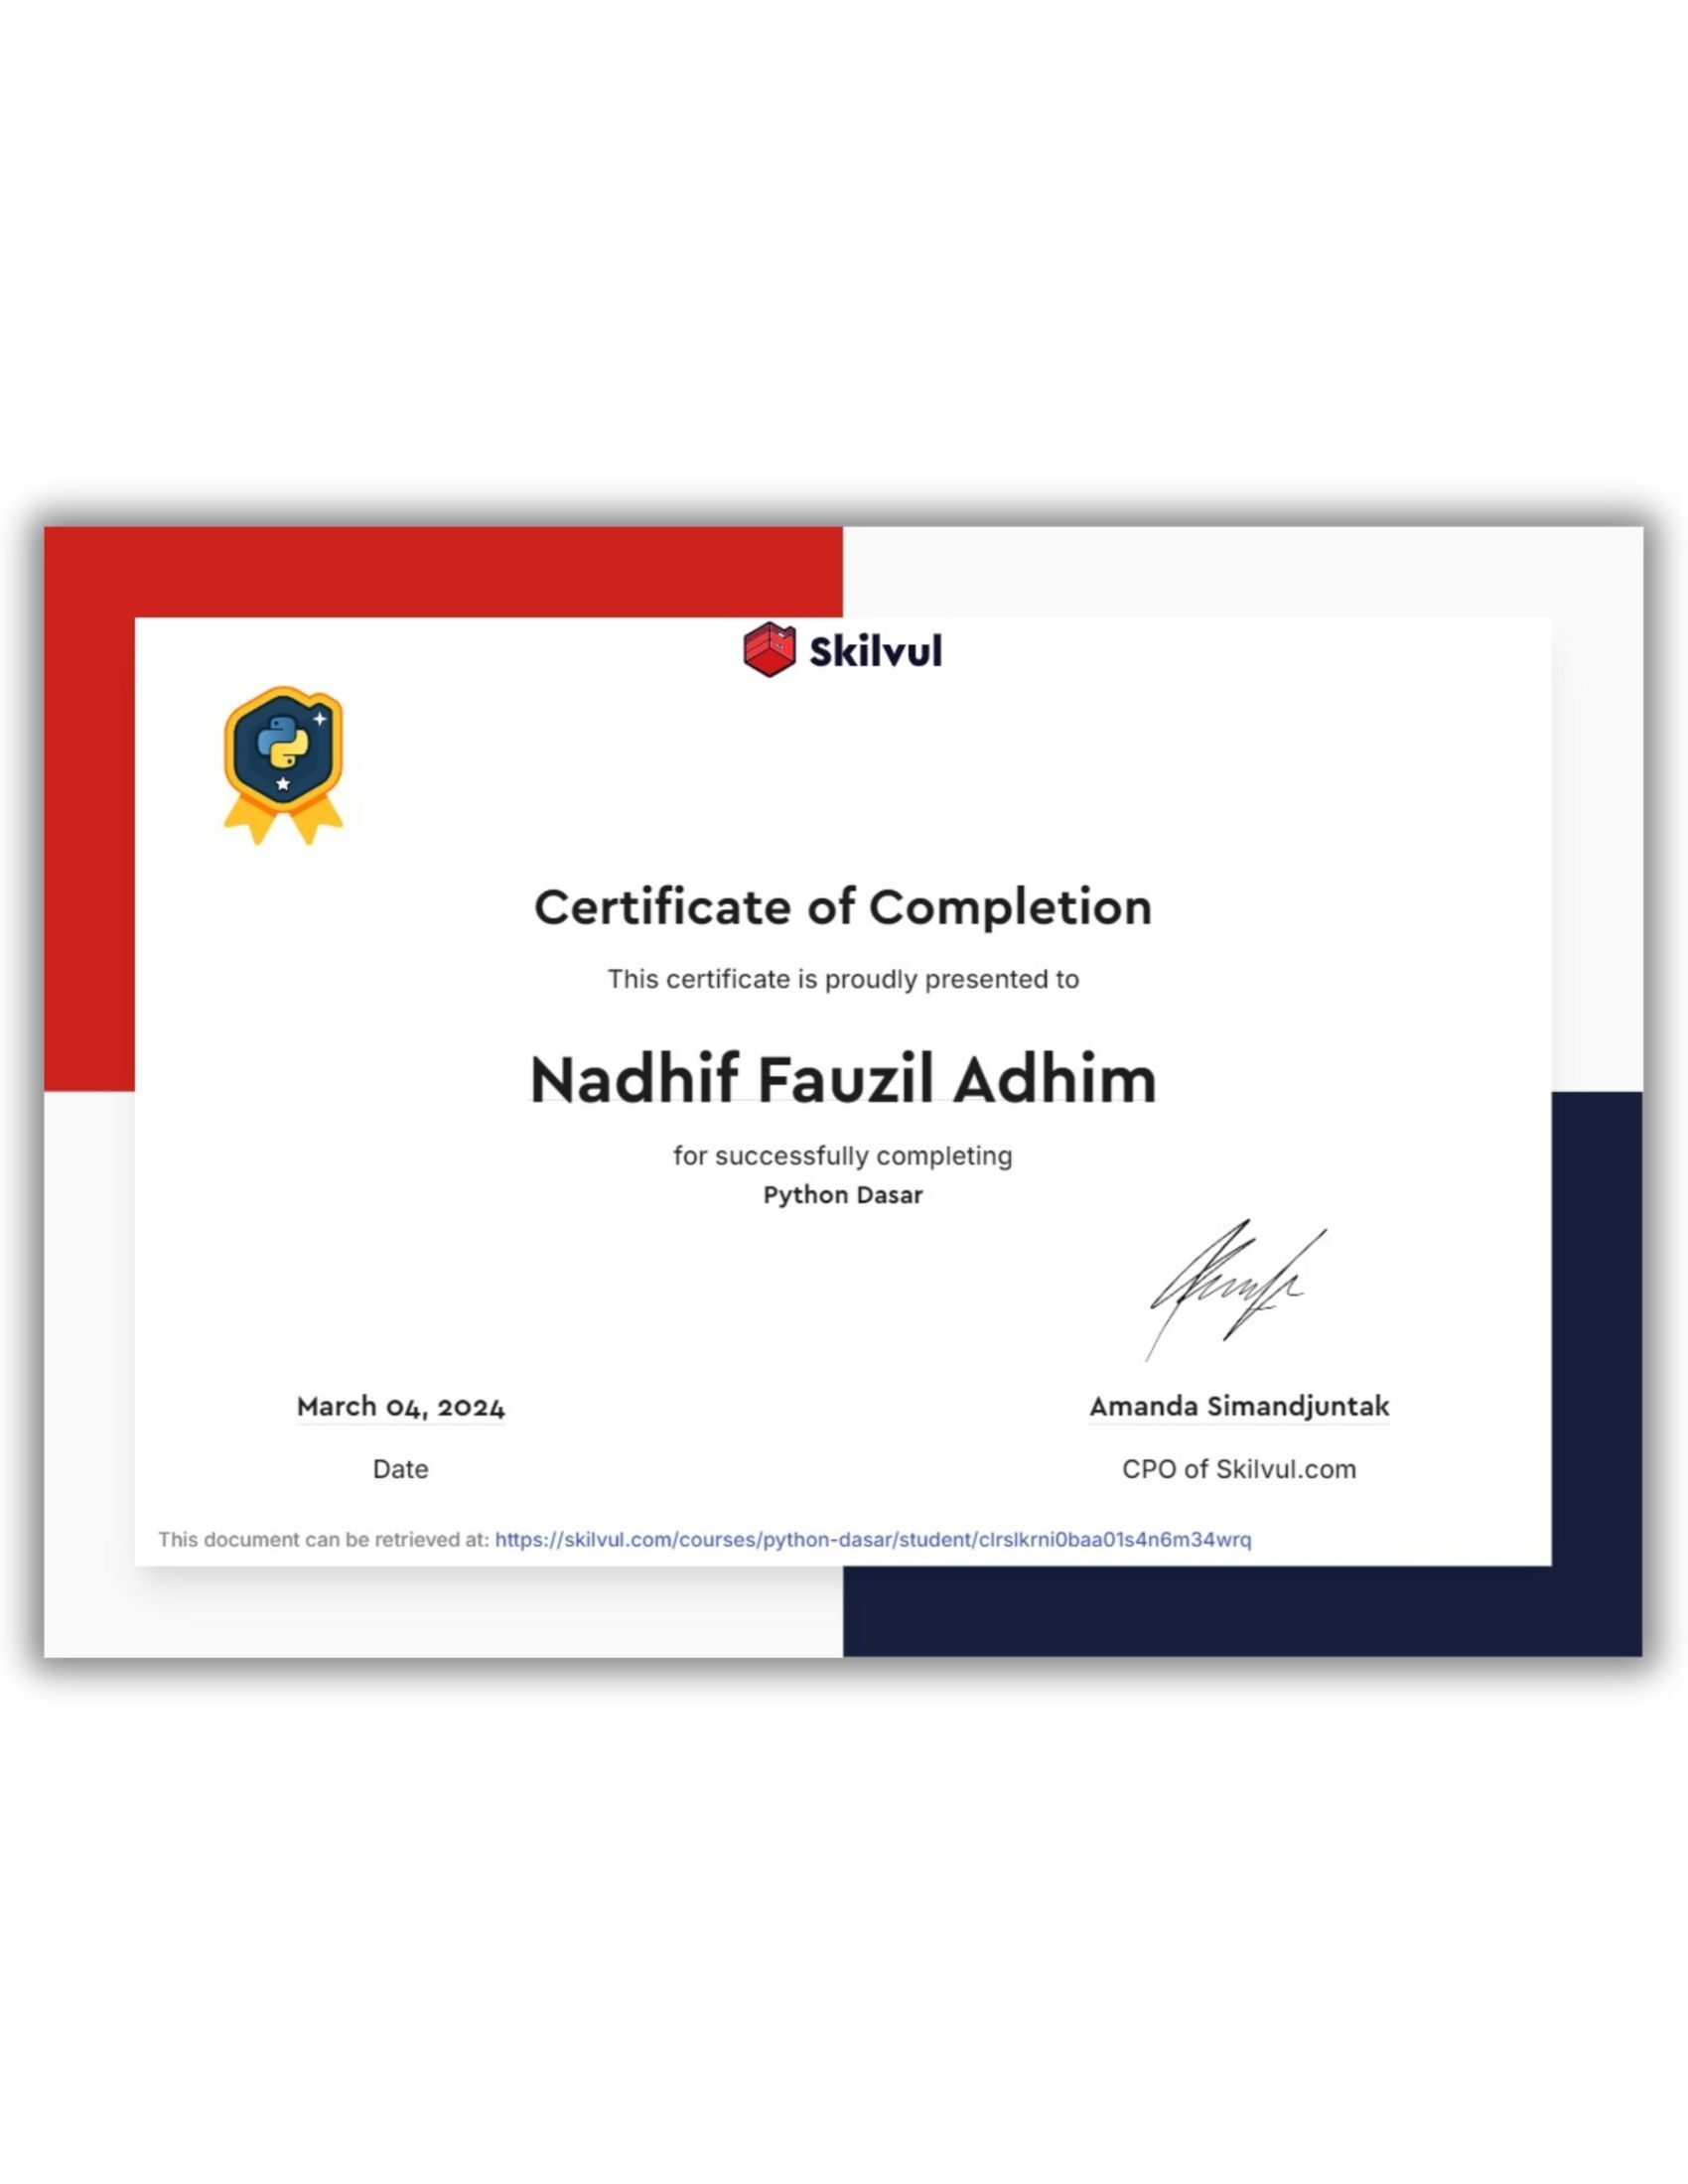 Skilvul
Certificate of Completion
This certificate is proudly presented to
Nadhif Fauzil Adhim
for successfully completing
Python Dasar
March 04, 2024
Date
Amanda Simandjuntak
CPO of Skilvul.com
This document can be retrieved at: https://skilvul.com/courses/python-dasar/student/clrslkrni0baa01s4n6m34wrq